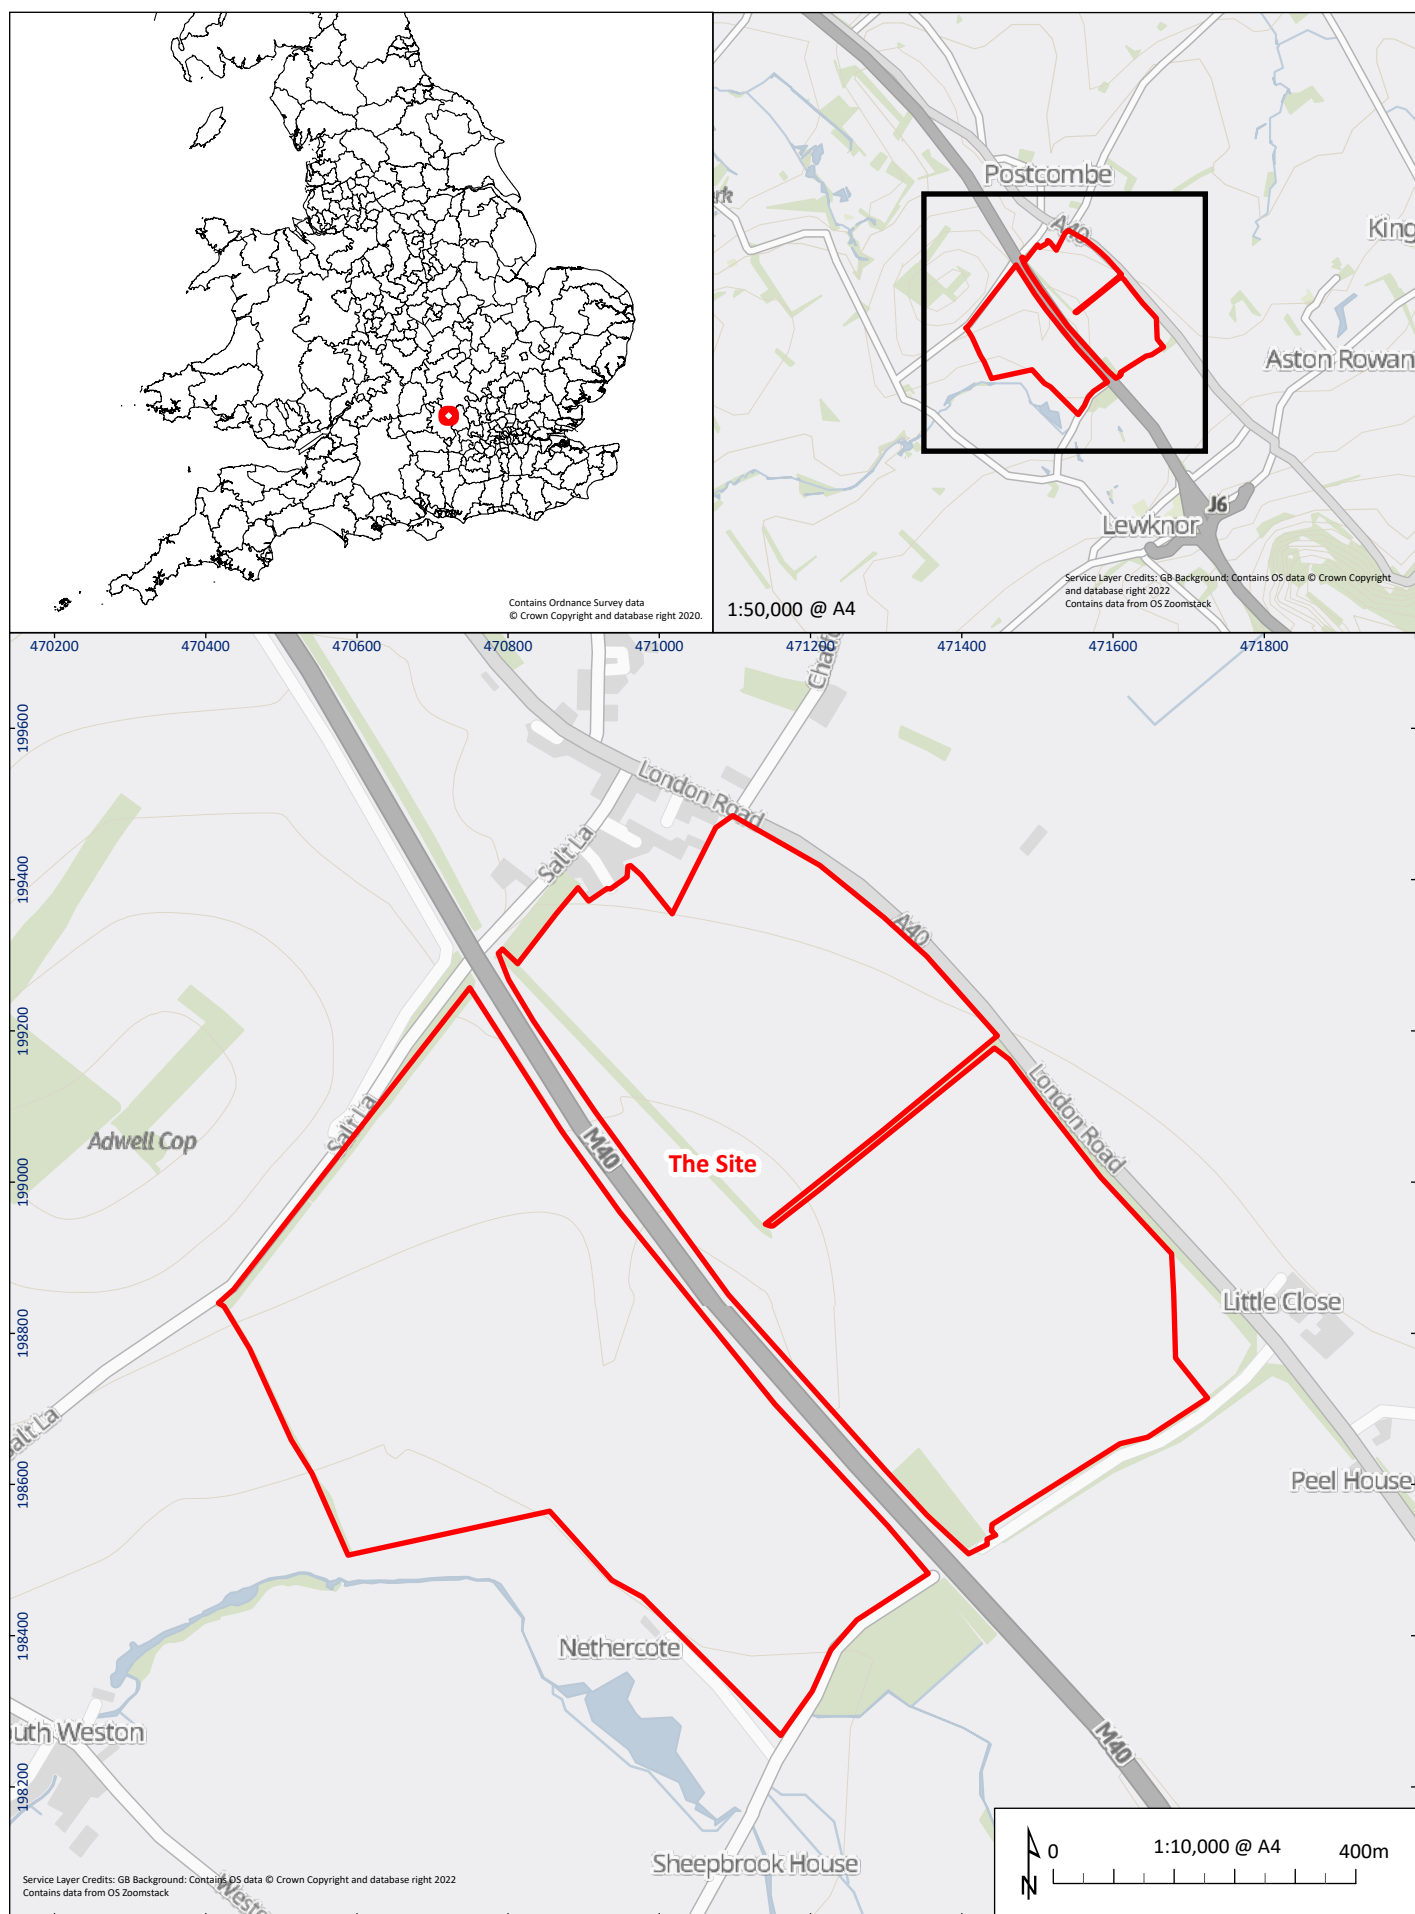 Contains Ordnance Survey data
© Crown Copyright and database right 2020.
Postcombe
A40
King
Aston Rowan
J6
Lewknor
Service Layer Credits: GB Background: Contains OS data © Crown Copyright
and database right 2022
Contains data from OS Zoomstack
1:50,000 @ A4
470200
470400
470600
470800
471000
471200
471400
471600
471800
199600
199400
199200
199000
198800
198600
198400
198200
London Road
Salt La
A40
Adwell Cop
Salt La
M40
The Site
London Road
Little Close
Salt La
Peel House
Nethercote
uth Weston
M40
Sheepbrook House
Service Layer Credits: GB Background: Contains OS data © Crown Copyright and database right 2022
Contains data from OS Zoomstack
N
0
1:10,000 @ A4
400m